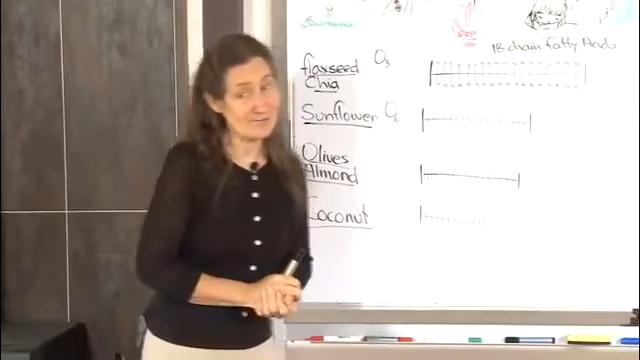 18 chain Fatty Acids
flaxseed O3
Chia
Sunflower O6
Olives
Almond
Coconut